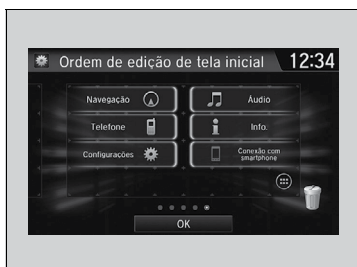 Ordem de edição de tela inicial 12:34
Navegação Áudio
Telefone Info.
Configurações Conexão com
smartphone
OK